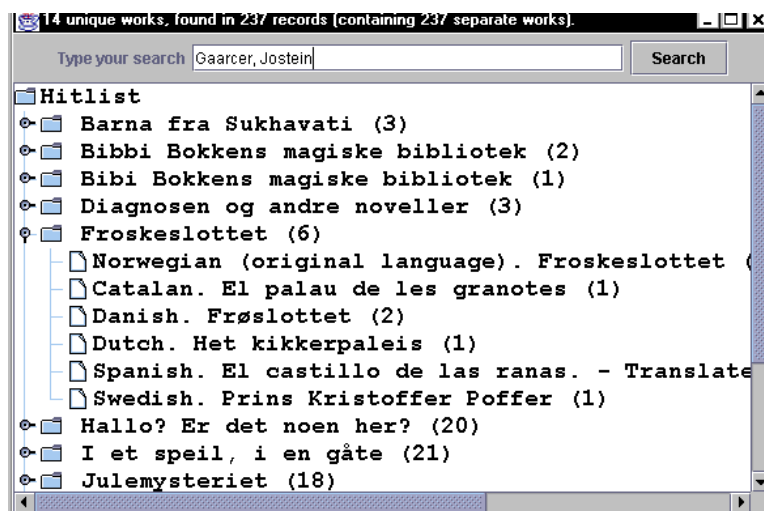 14 unique works, found in 237 records (containing 237 separate works).
Type your search Gaarcer, Jostein Search
Hitlist
Barna fra Sukhavati (3)
Bibbi Bokkens magiske bibliotek (2)
Bibi Bokkens magiske bibliotek (1)
Diagnosen og andre noveller (3)
Froskeslottet (6)
Norwegian (original language). Froskeslottet (
Catalan. El palau de les granotes (1)
Danish. Frøslottet (2)
Dutch. Het kikkerpaleis (1)
Spanish. El castillo de las ranas. - Translate
Swedish. Prins Kristoffer Poffer (1)
Hallo? Er det noen her? (20)
I et speil, i en gåte (21)
Julemysteriet (18)